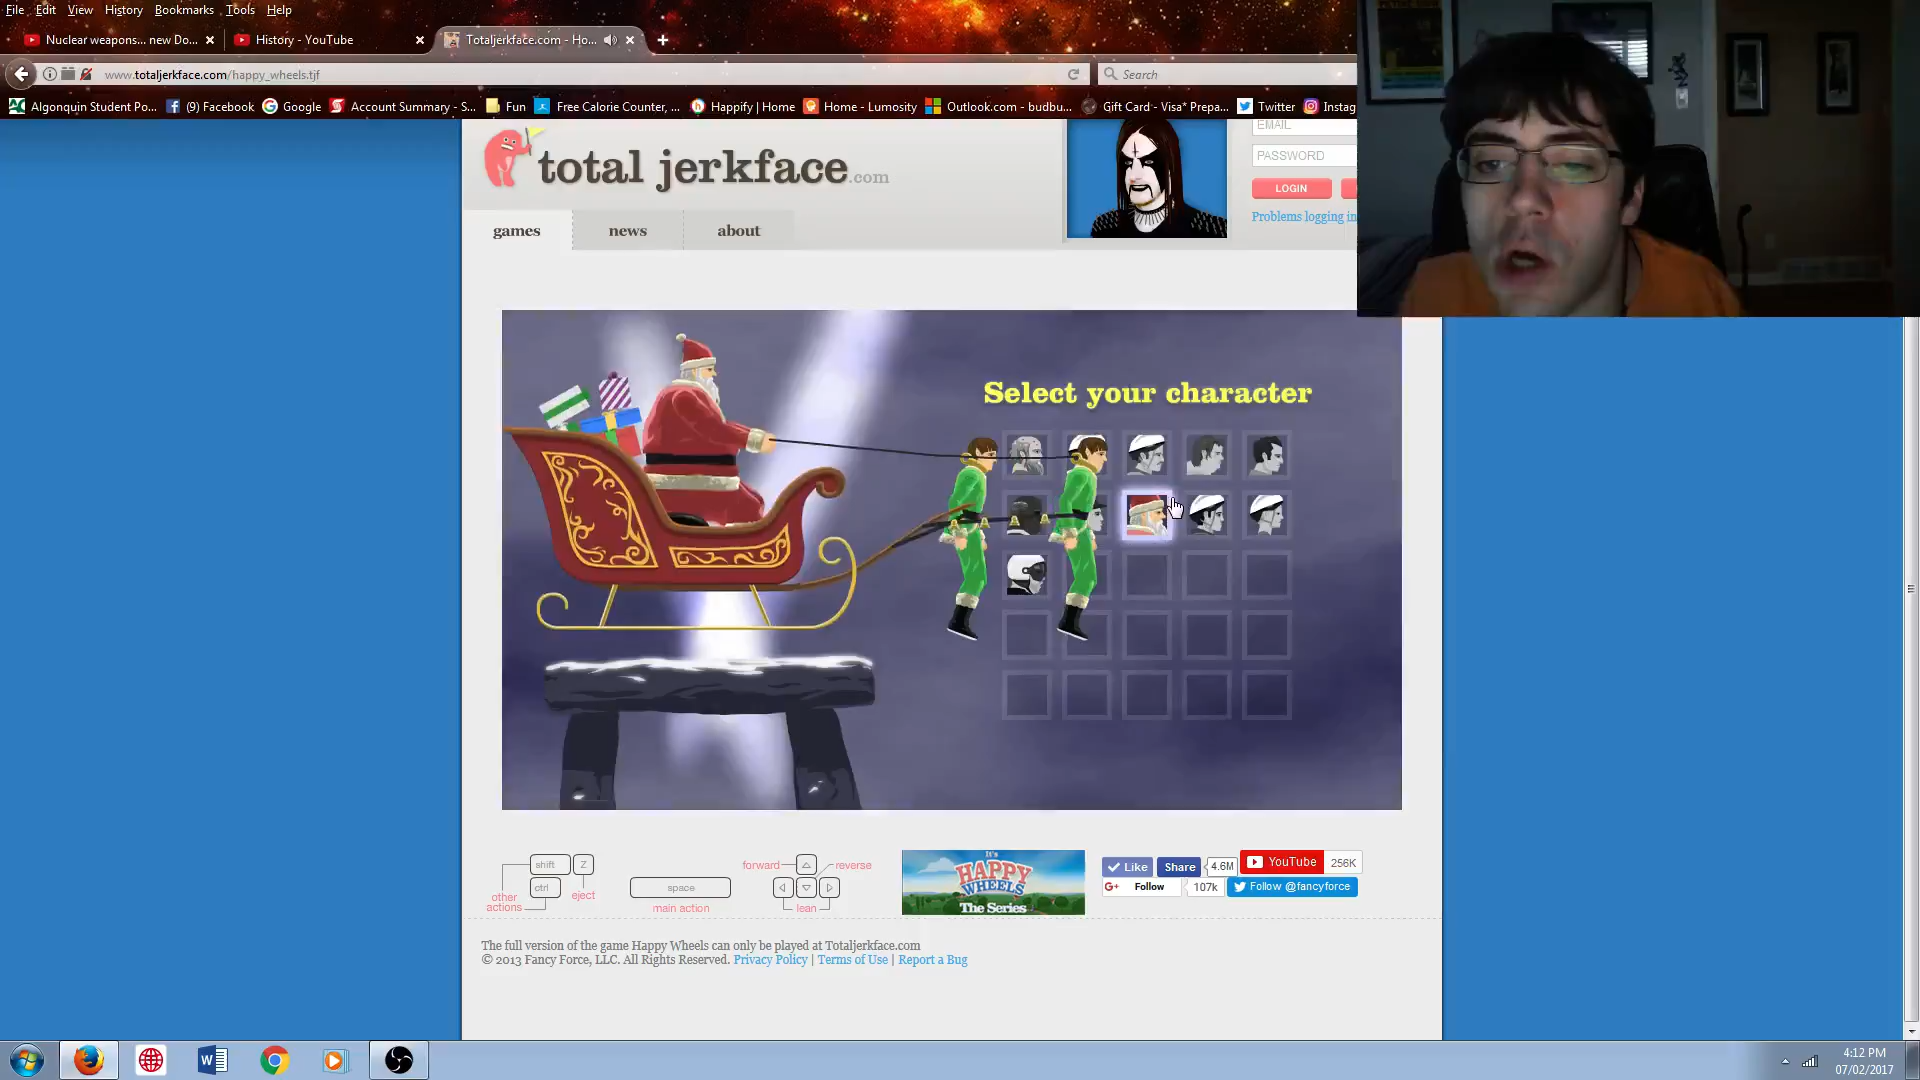 File Edit View History Bookmarks Tools Help
Nuclear weapons... new Do... × History - YouTube × Totaljerkface.com - Ho... × +
www.totaljerkface.com/happy_wheels.tjf Search
Algonquin Student Po... (9) Facebook Google Account Summary - S... Fun Free Calorie Counter, ... Happify | Home Home - Lumosity Outlook.com - budbu... Gift Card - Visa* Prepa... Twitter Instag
EMAIL
total jerkface.com
PASSWORD
LOGIN
Problems logging in
games news about
Select your character
shift Z
ctrl
other actions
eject
space
main action
forward
reverse
lean
It's
HAPPY
WHEELS
The Series
Like Share 4.6M YouTube 256K
G+ Follow 107k Follow @fancyforce
The full version of the game Happy Wheels can only be played at Totaljerkface.com
© 2013 Fancy Force, LLC. All Rights Reserved. Privacy Policy | Terms of Use | Report a Bug
4:12 PM
07/02/2017